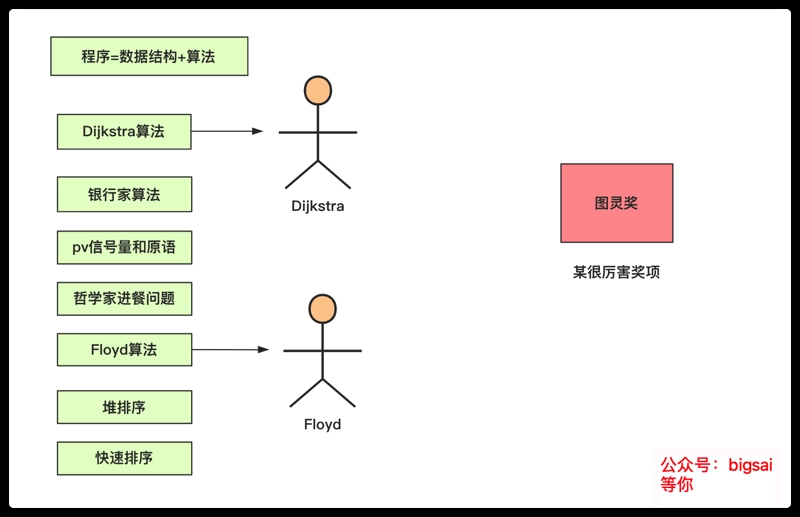 程序=数据结构+算法
Dijkstra算法
银行家算法
pv信号量和原语
哲学家进餐问题
Floyd算法
堆排序
快速排序
Dijkstra
Floyd
图灵奖
某很厉害奖项
公众号：bigsai
等你